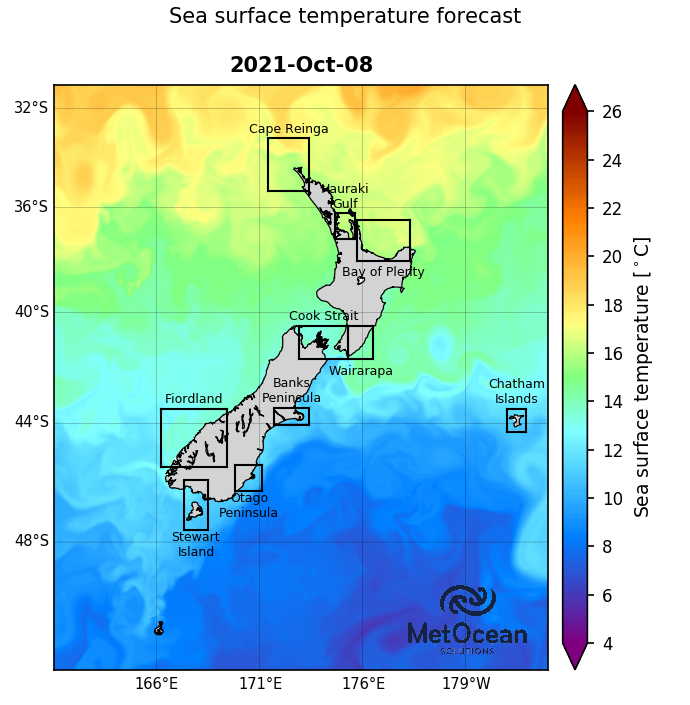 Sea surface temperature forecast
2021-Oct-08
32°S
36°S
40°S
44°S
48°S
Cape Reinga
Hauraki
Gulf
Bay of Plenty
Cook Strait
Wairarapa
Banks
Peninsula
Fiordland
Chatham
Islands
Otago
Peninsula
Stewart
Island
MetOcean
SOLUTIONS
166°E
171°E
176°E
179°W
26
24
22
20
18
16
14
12
10
8
6
4
Sea surface temperature [°C]